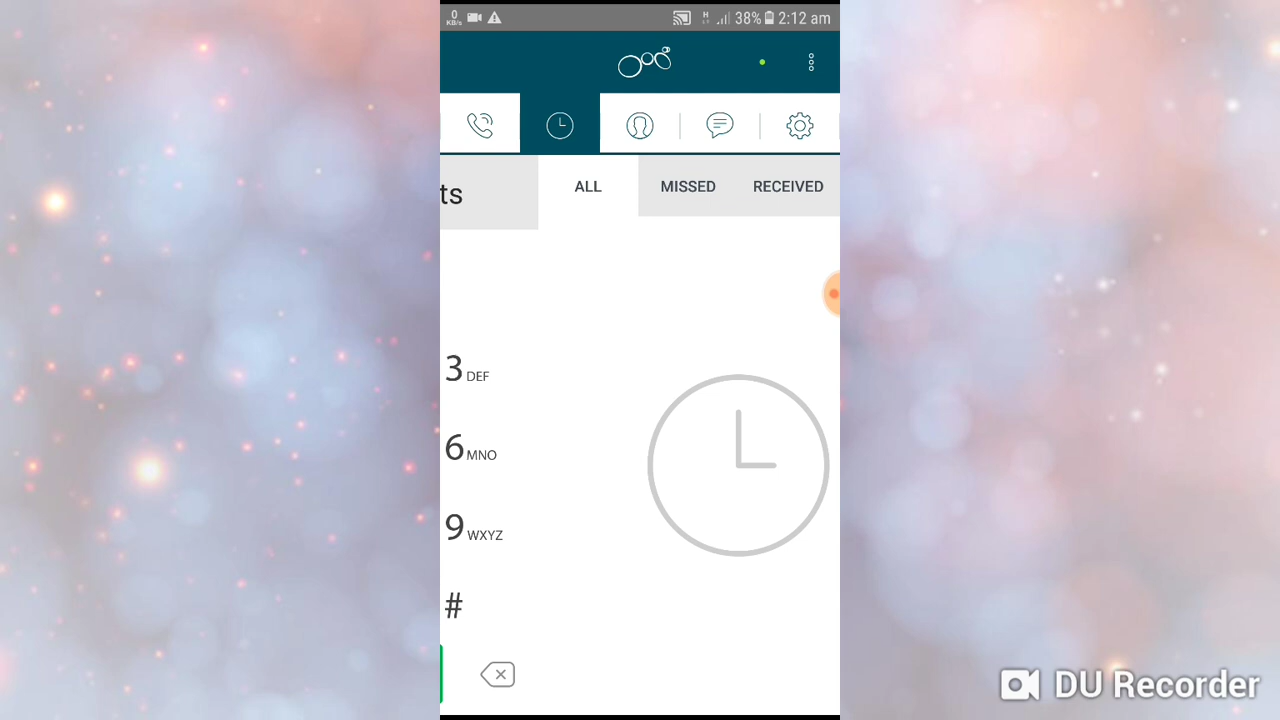 0
KB/s
H
38%
2:12 am
ts
ALL
MISSED
RECEIVED
3 DEF
6 MNO
9 WXYZ
#
DU Recorder